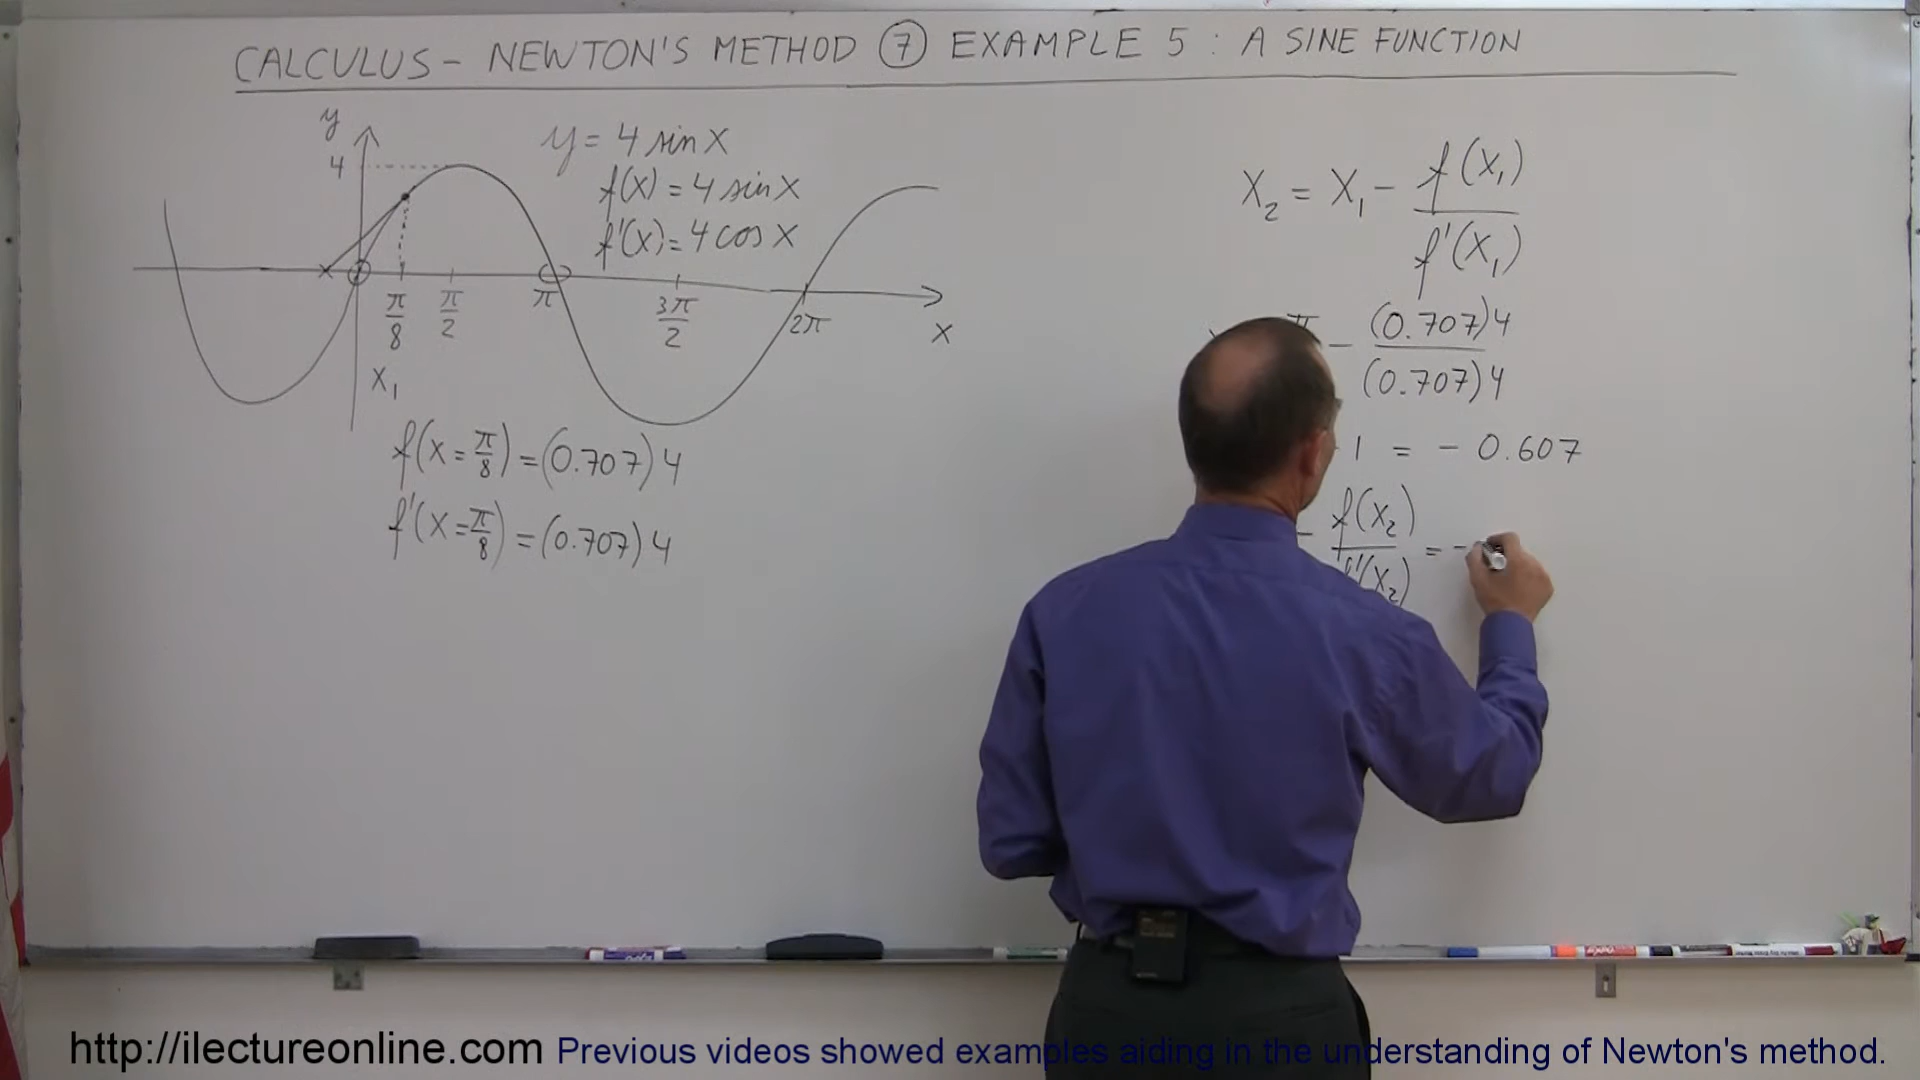 CALCULUS - NEWTON'S METHOD ⑦ EXAMPLE 5 : A SINE FUNCTION
y
4
y = 4 sin x
f(x) = 4 sin x
f'(x) = 4 cos x
π/8 π/2 π 3π/2 2π x
x₁
f(x = π/8) = (0.707)4
f'(x = π/8) = (0.707)4
x₂ = x₁ - f(x₁)/f'(x₁)
- (0.707)4/(0.707)4
1 = - 0.607
- f(x₂)/f'(x₂) = -
http://ilectureonline.com Previous videos showed examples aiding in the understanding of Newton's method.